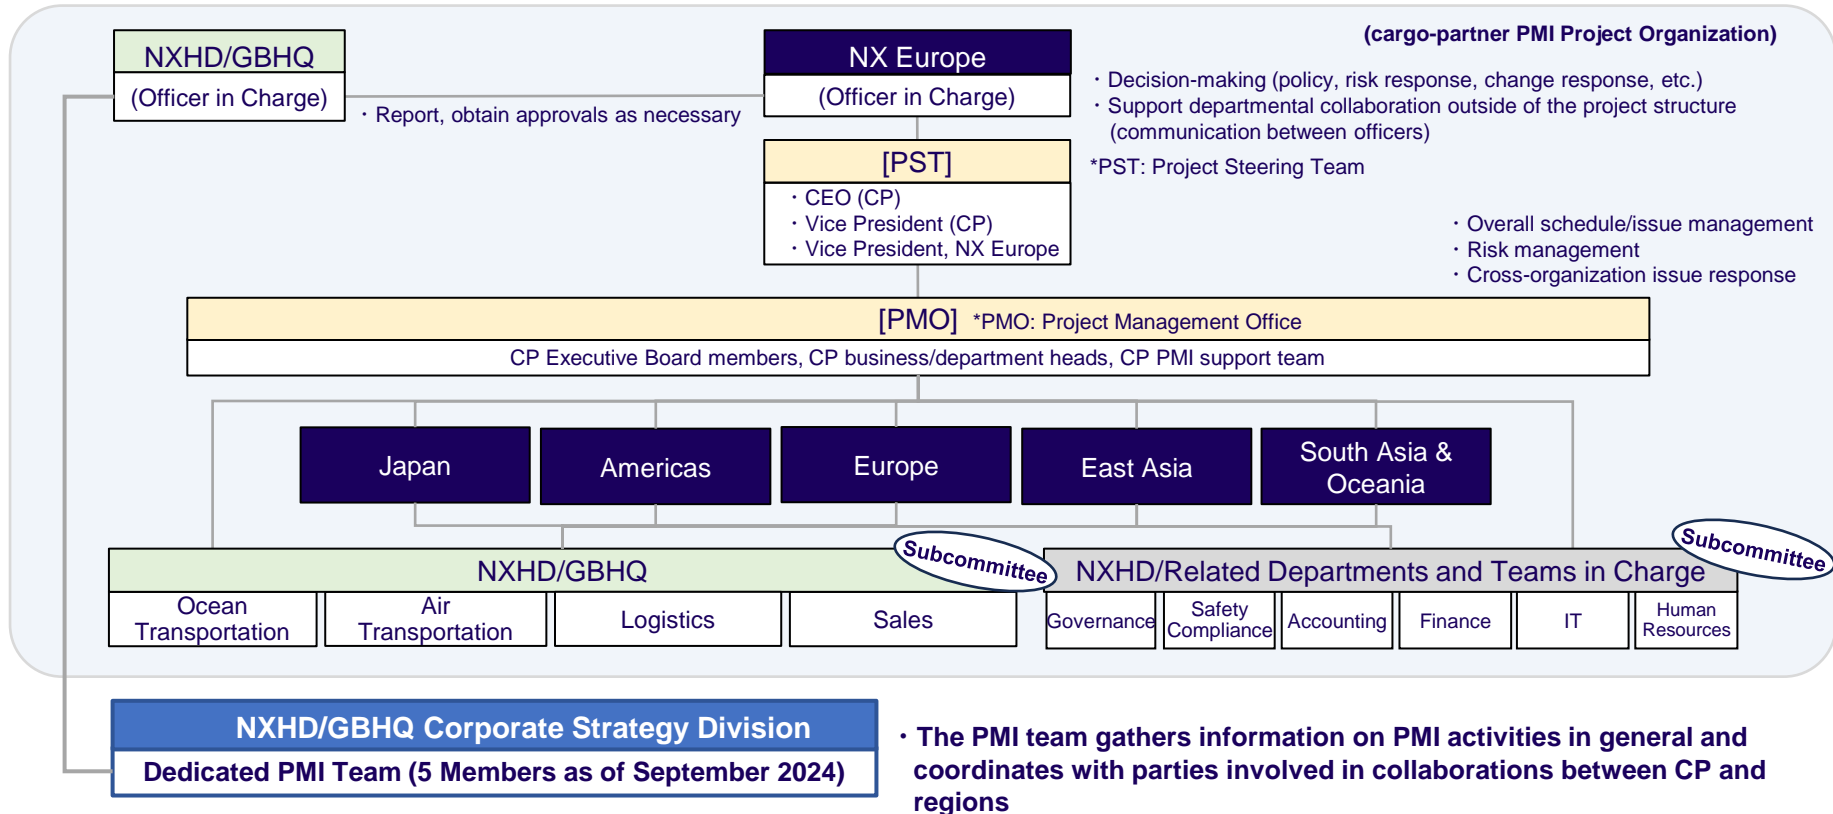 (cargo-partner PMI Project Organization)
NXHD/GBHQ
(Officer in Charge)
・Report, obtain approvals as necessary
NX Europe
(Officer in Charge)
・Decision-making (policy, risk response, change response, etc.)
・Support departmental collaboration outside of the project structure
(communication between officers)
[PST]
*PST: Project Steering Team
・CEO (CP)
・Vice President (CP)
・Vice President, NX Europe
・Overall schedule/issue management
・Risk management
・Cross-organization issue response
[PMO] *PMO: Project Management Office
CP Executive Board members, CP business/department heads, CP PMI support team
Japan
Americas
Europe
East Asia
South Asia &
Oceania
NXHD/GBHQ
Subcommittee
Ocean
Transportation
Air
Transportation
Logistics
Sales
NXHD/Related Departments and Teams in Charge
Subcommittee
Governance
Safety
Compliance
Accounting
Finance
IT
Human
Resources
NXHD/GBHQ Corporate Strategy Division
Dedicated PMI Team (5 Members as of September 2024)
・The PMI team gathers information on PMI activities in general and
coordinates with parties involved in collaborations between CP and
regions